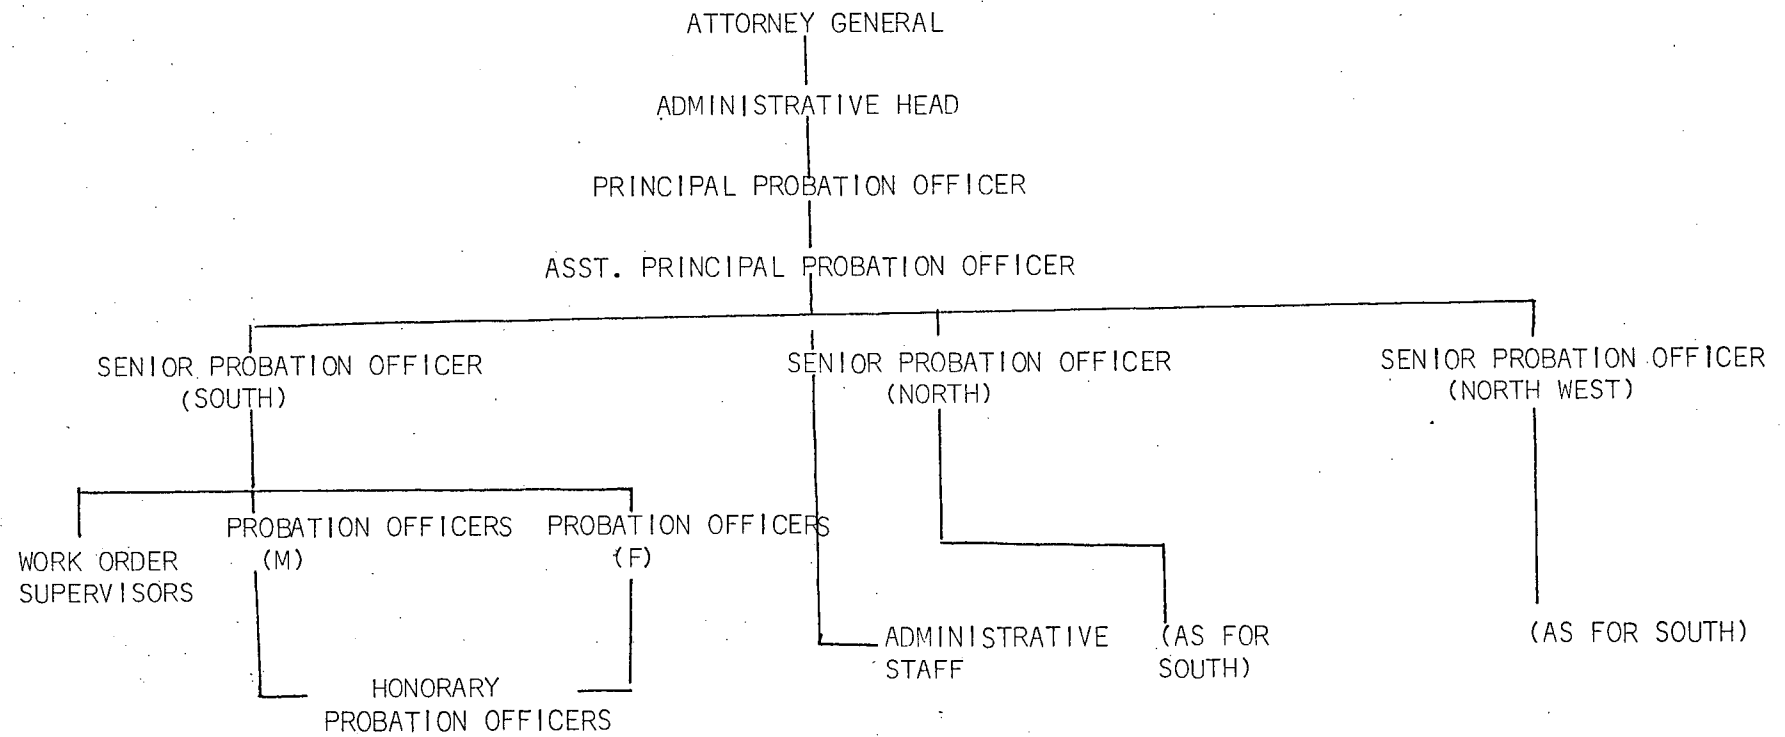 ATTORNEY GENERAL
ADMINISTRATIVE HEAD
PRINCIPAL PROBATION OFFICER
ASST. PRINCIPAL PROBATION OFFICER
SENIOR PROBATION OFFICER
(SOUTH)
SENIOR PROBATION OFFICER
(NORTH)
SENIOR PROBATION OFFICER
(NORTH WEST)
WORK ORDER
SUPERVISORS
PROBATION OFFICERS
(M)
PROBATION OFFICERS
(F)
HONORARY
PROBATION OFFICERS
ADMINISTRATIVE
STAFF
(AS FOR
SOUTH)
(AS FOR SOUTH)